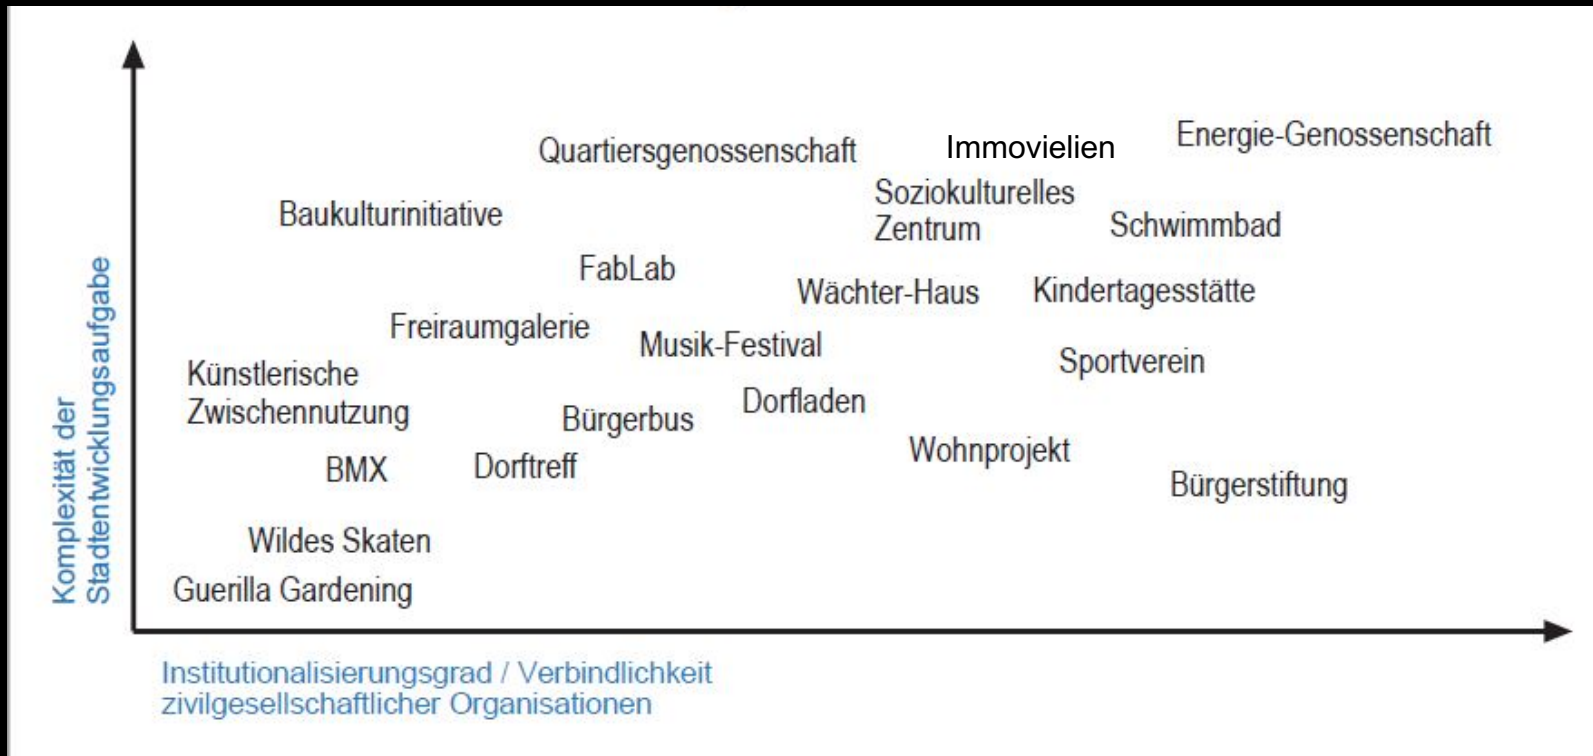 Energie-Genossenschaft
Quartiersgenossenschaft
Immovielien
Soziokulturelles
Zentrum
Baukulturinitiative
Schwimmbad
FabLab
Wächter-Haus
Kindertagesstätte
Freiraumgalerie
Musik-Festival
Sportverein
Künstlerische
Zwischennutzung
Bürgerbus
Dorfladen
Wohnprojekt
BMX
Dorftreff
Bürgerstiftung
Wildes Skaten
Guerilla Gardening
Komplexität der
Stadtentwicklungsaufgabe
Institutionalisierungsgrad / Verbindlichkeit
zivilgesellschaftlicher Organisationen